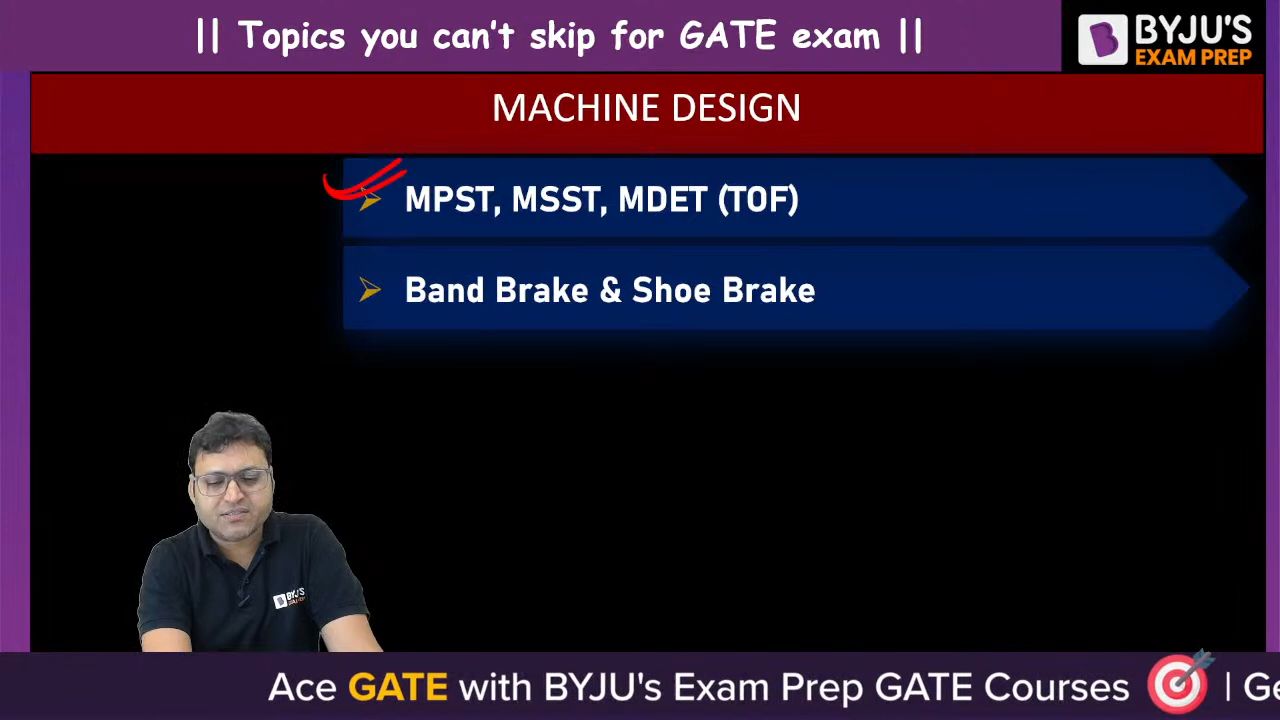 || Topics you can't skip for GATE exam ||
BYJU'S
EXAM PREP
MACHINE DESIGN
MPST, MSST, MDET (TOF)
Band Brake & Shoe Brake
BYJU'S
Ace GATE with BYJU's Exam Prep GATE Courses | Ge